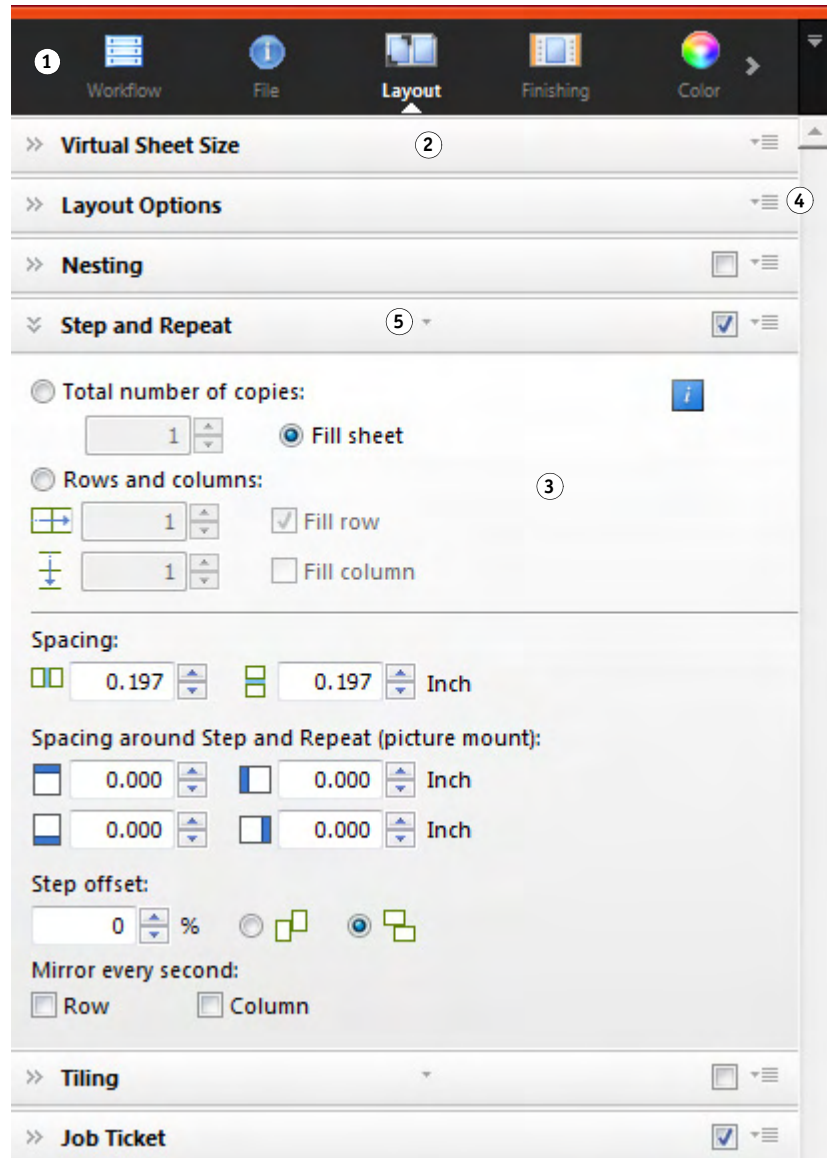 1
Workflow File Layout Finishing Color
Virtual Sheet Size 2
Layout Options 4
Nesting
Step and Repeat 5
Total number of copies: i
1 Fill sheet
Rows and columns: 3
1 Fill row
1 Fill column
Spacing:
0.197 0.197 Inch
Spacing around Step and Repeat (picture mount):
0.000 0.000 Inch
0.000 0.000 Inch
Step offset:
0 %
Mirror every second:
Row Column
Tiling
Job Ticket